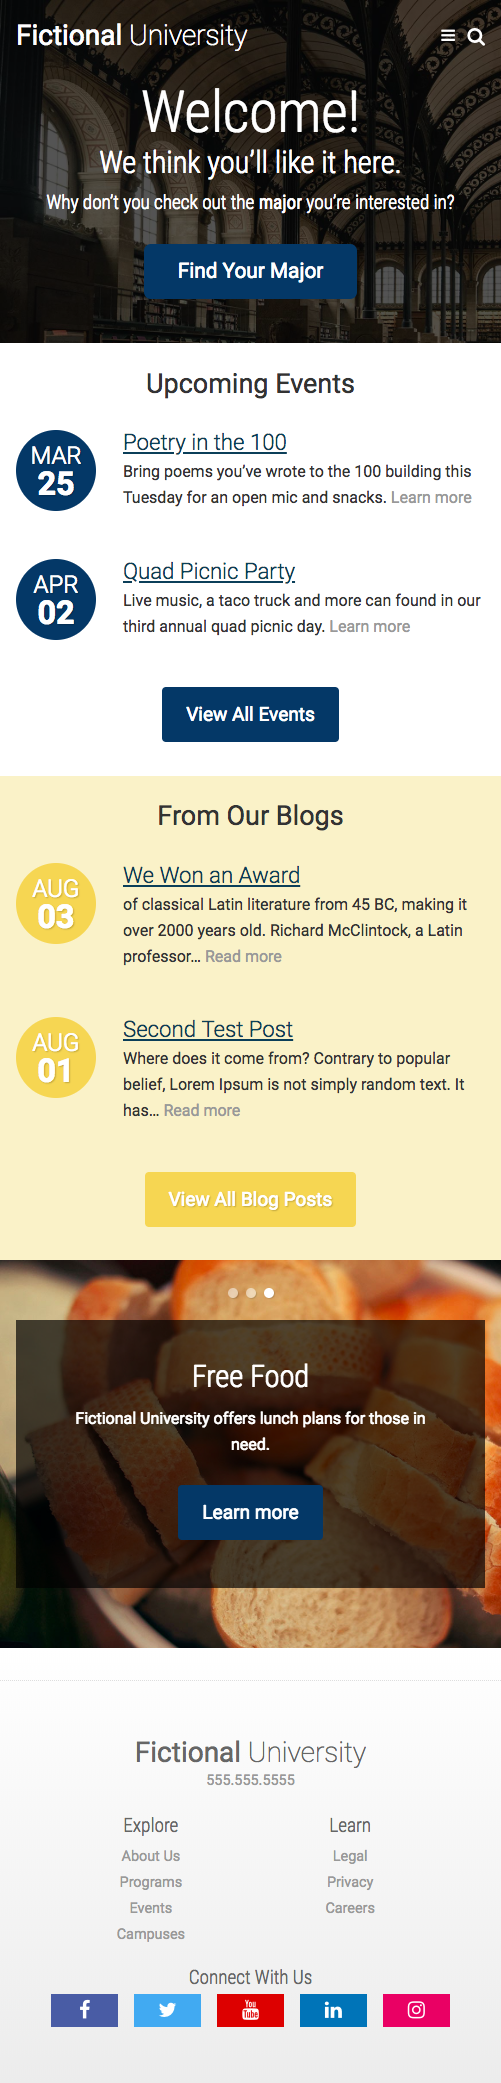 Fictional University
Welcome!
We think you’ll like it here.
Why don’t you check out the major you’re interested in?
Find Your Major
Upcoming Events
MAR
25
Poetry in the 100
Bring poems you’ve wrote to the 100 building this
Tuesday for an open mic and snacks. Learn more
APR
02
Quad Picnic Party
Live music, a taco truck and more can found in our
third annual quad picnic day. Learn more
View All Events
From Our Blogs
AUG
03
We Won an Award
of classical Latin literature from 45 BC, making it
over 2000 years old. Richard McClintock, a Latin
professor… Read more
AUG
01
Second Test Post
Where does it come from? Contrary to popular
belief, Lorem Ipsum is not simply random text. It
has… Read more
View All Blog Posts
Free Food
Fictional University offers lunch plans for those in
need.
Learn more
Fictional University
555.555.5555
Explore
About Us
Programs
Events
Campuses
Learn
Legal
Privacy
Careers
Connect With Us
f
You
Tube
in